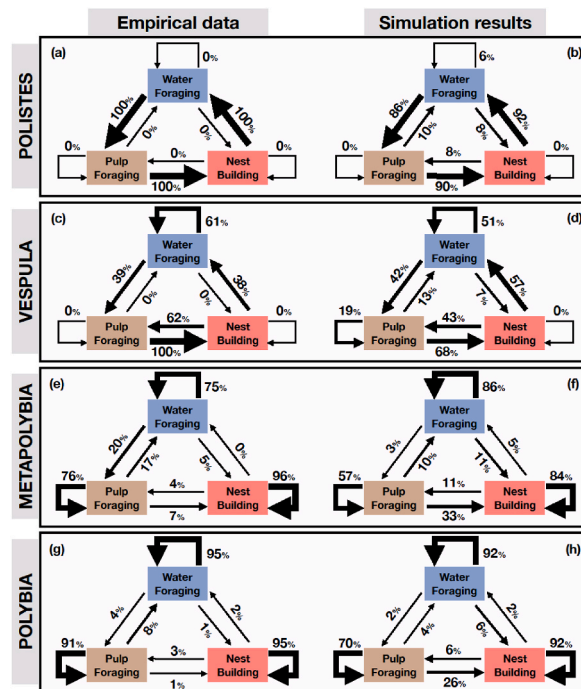 Empirical data
Simulation results
POLISTES
(a)
0%
Water
Foraging
100%
0%
0%
100%
0%
Pulp
Foraging
0%
100%
Nest
Building
0%
(b)
6%
Water
Foraging
86%
10%
8%
92%
0%
Pulp
Foraging
8%
90%
Nest
Building
0%
VESPULA
(c)
61%
Water
Foraging
39%
0%
0%
38%
0%
Pulp
Foraging
62%
100%
Nest
Building
0%
(d)
51%
Water
Foraging
42%
13%
7%
57%
19%
Pulp
Foraging
43%
68%
Nest
Building
0%
METAPOLYBIA
(e)
75%
Water
Foraging
20%
17%
5%
0%
76%
Pulp
Foraging
4%
7%
Nest
Building
96%
(f)
86%
Water
Foraging
3%
10%
11%
5%
57%
Pulp
Foraging
11%
33%
Nest
Building
84%
POLYBIA
(g)
95%
Water
Foraging
4%
8%
1%
2%
91%
Pulp
Foraging
3%
1%
Nest
Building
95%
(h)
92%
Water
Foraging
2%
4%
6%
2%
70%
Pulp
Foraging
6%
26%
Nest
Building
92%